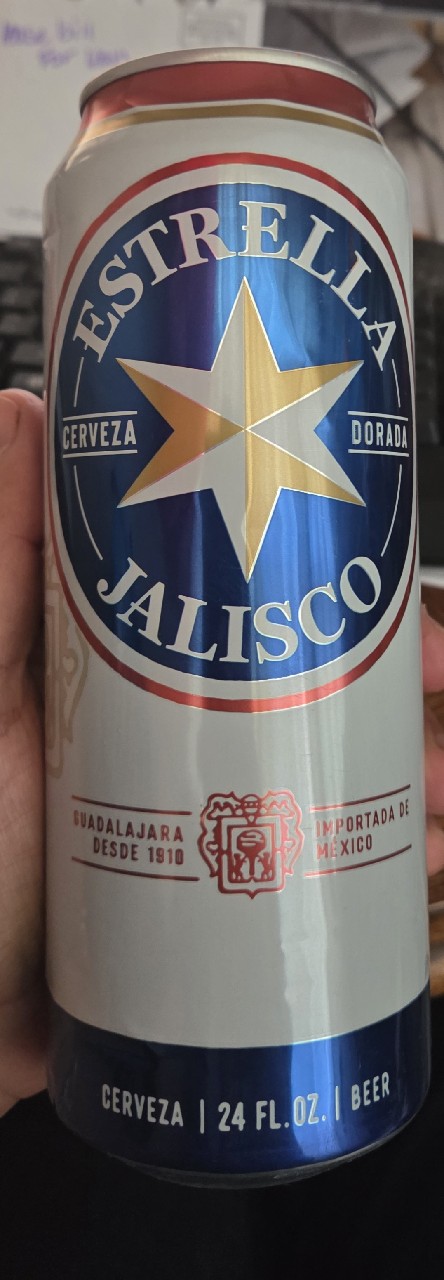 ESTRELLA
CERVEZA DORADA
JALISCO
GUADALAJARA
DESDE 1910
IMPORTADA DE
MÉXICO
CERVEZA | 24 FL.OZ. | BEER